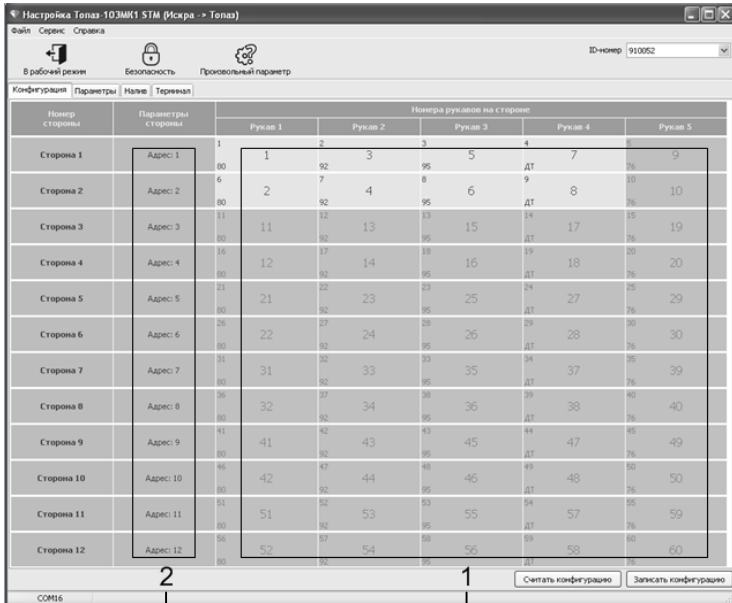 Настройка Топаз-103МК1 STM (Искра -> Топаз)
Файл Сервис Справка
В рабочий режим Безопасность Произвольный параметр ID-номер 910052
Конфигурация Параметры Налив Терминал
Номер стороны Параметры стороны Номера рукавов на стороне
Рукав 1 Рукав 2 Рукав 3 Рукав 4 Рукав 5
1 2 3 4 5
Сторона 1 Адрес: 1 1 3 5 7 9
80 92 95 ДТ 76
6 7 8 9 10
Сторона 2 Адрес: 2 2 4 6 8 10
80 92 95 ДТ 76
11 12 13 14 15
Сторона 3 Адрес: 3 11 13 15 17 19
80 92 95 ДТ 76
16 17 18 19 20
Сторона 4 Адрес: 4 12 14 16 18 20
80 92 95 ДТ 76
21 22 23 24 25
Сторона 5 Адрес: 5 21 23 25 27 29
80 92 95 ДТ 76
26 27 28 29 30
Сторона 6 Адрес: 6 22 24 26 28 30
80 92 95 ДТ 76
31 32 33 34 35
Сторона 7 Адрес: 7 31 33 35 37 39
80 92 95 ДТ 76
36 37 38 39 40
Сторона 8 Адрес: 8 32 34 36 38 40
80 92 95 ДТ 76
41 42 43 44 45
Сторона 9 Адрес: 9 41 43 45 47 49
80 92 95 ДТ 76
46 47 48 49 50
Сторона 10 Адрес: 10 42 44 46 48 50
80 92 95 ДТ 76
51 52 53 54 55
Сторона 11 Адрес: 11 51 53 55 57 59
80 92 95 ДТ 76
56 57 58 59 60
Сторона 12 Адрес: 12 52 54 56 58 60
80 92 95 ДТ 76
2 1
Считать конфигурацию Записать конфигурацию
COM16